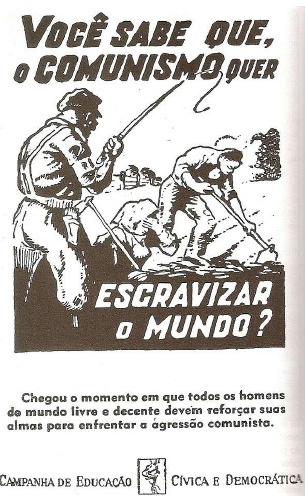 VOCÊ SABE QUE,
O COMUNISMO QUER
ESCRAVIZAR
O MUNDO?
Chegou o momento em que todos os homens
do mundo livre e decente devem reforçar suas
almas para enfrentar a agressão comunista.
CAMPANHA DE EDUCAÇÃO CÍVICA E DEMOCRÁTICA